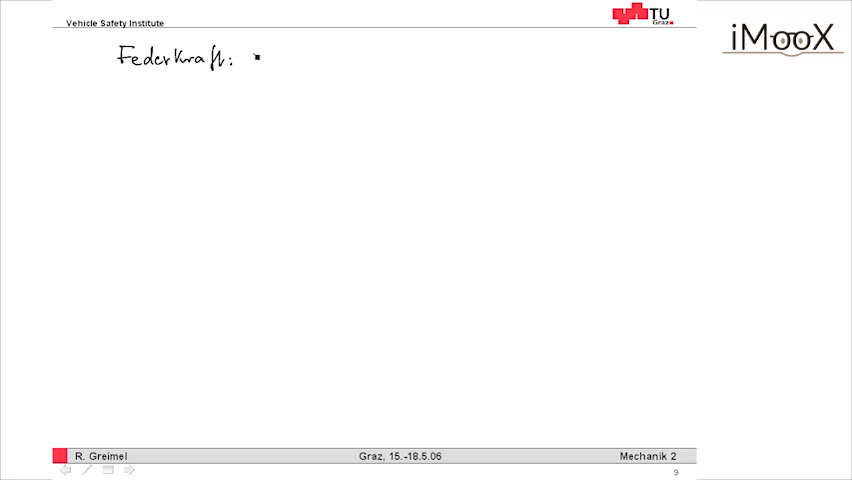 Vehicle Safety Institute
TU
Graz
iMooX
Federkraft:
R. Greimel
Graz, 15.-18.5.06
Mechanik 2
9